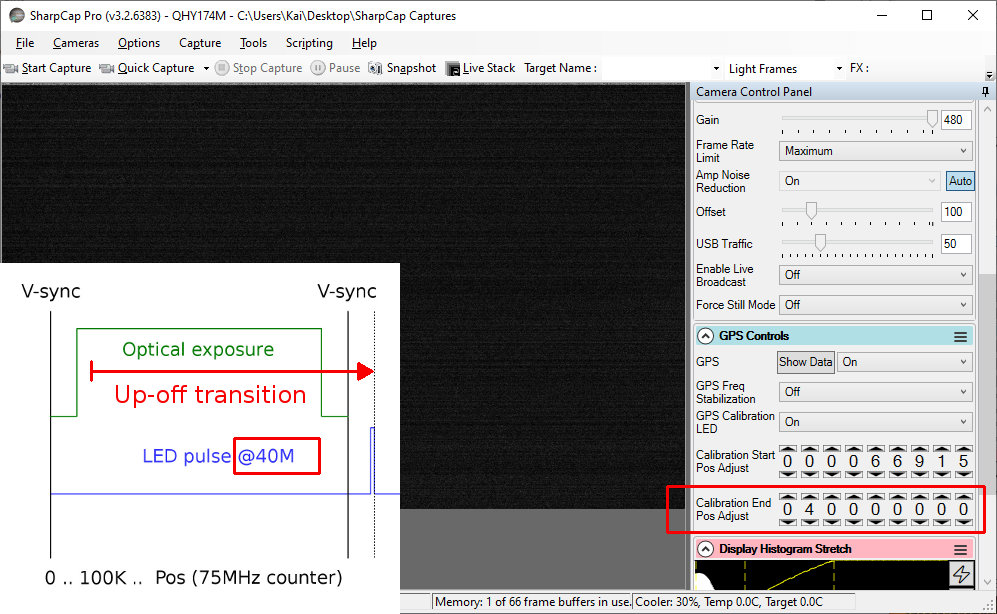 SharpCap Pro (v3.2.6383) - QHY174M - C:\Users\Kai\Desktop\SharpCap Captures
File Cameras Options Capture Tools Scripting Help
Start Capture Quick Capture Stop Capture Pause Snapshot Live Stack Target Name : Light Frames FX :
Camera Control Panel
Gain 480
Frame Rate Limit Maximum
Amp Noise Reduction On Auto
Offset 100
USB Traffic 50
Enable Live Broadcast Off
Force Still Mode Off
GPS Controls
GPS Show Data On
GPS Freq Stabilization Off
GPS Calibration LED On
Calibration Start Pos Adjust 0 0 0 0 6 6 9 1 5
Calibration End Pos Adjust 0 4 0 0 0 0 0 0 0
Display Histogram Stretch
V-sync V-sync
Optical exposure
Up-off transition
LED pulse @40M
0 .. 100K .. Pos (75MHz counter)
Memory: 1 of 66 frame buffers in use. Cooler: 30%, Temp 0.0C, Target 0.0C